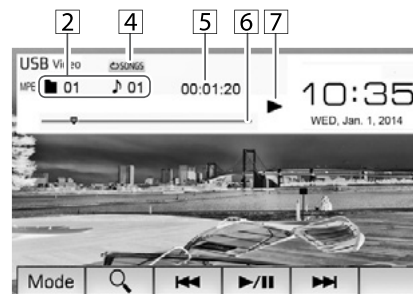 2 4 5 6 7
USB Video SONGS
MPE 01 01 00:01:20
10:35
WED, Jan. 1, 2014
Mode